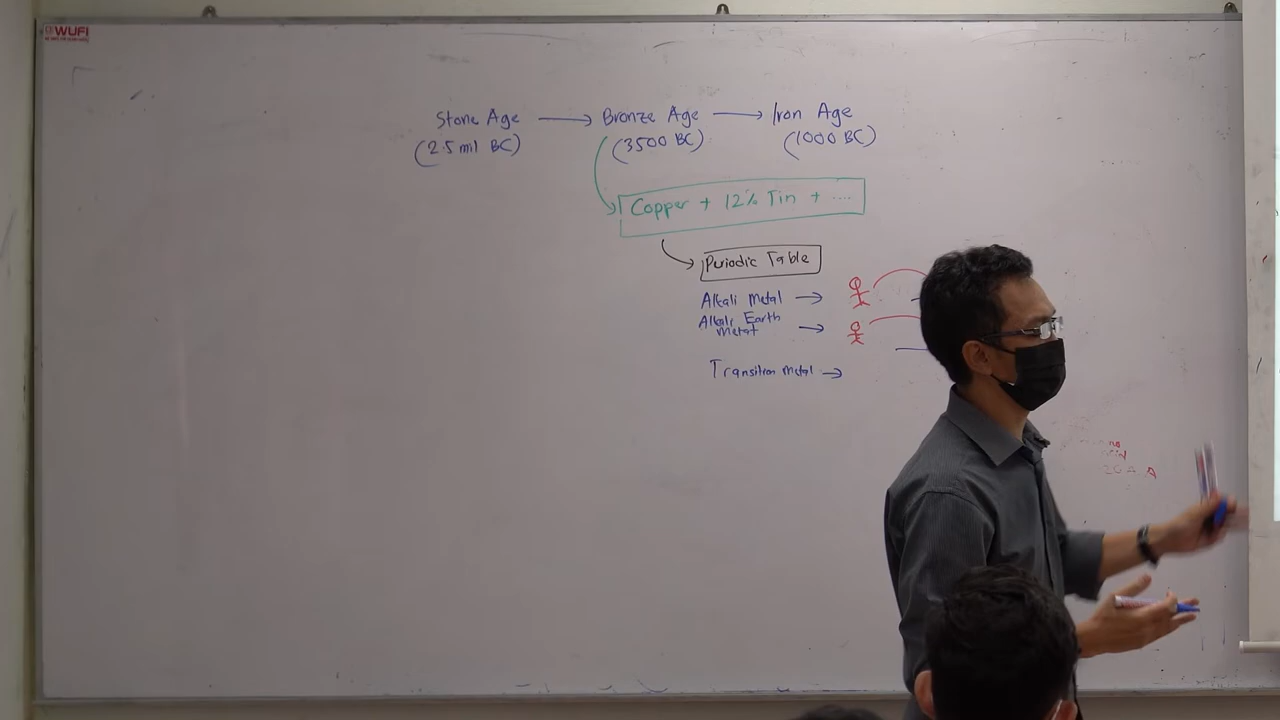 WUFI
Stone Age → Bronze Age → Iron Age
(2.5 mil BC) (3500 BC) (1000 BC)
Copper + 12% Tin + ....
Periodic Table
Alkali Metal →
Alkali Earth
Metal →
Transition Metal →